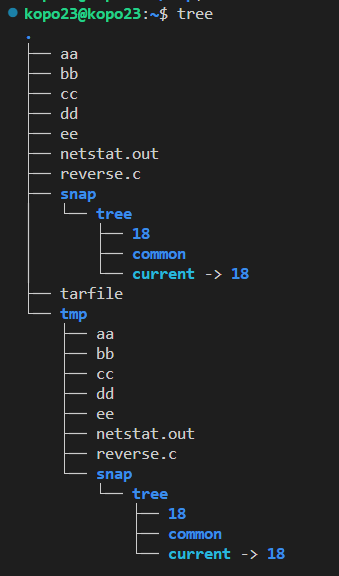 kopo23@kopo23:~$ tree
.
├── aa
├── bb
├── cc
├── dd
├── ee
├── netstat.out
├── reverse.c
├── snap
│   └── tree
│       ├── 18
│       ├── common
│       └── current -> 18
├── tarfile
└── tmp
    ├── aa
    ├── bb
    ├── cc
    ├── dd
    ├── ee
    ├── netstat.out
    ├── reverse.c
    └── snap
        └── tree
            ├── 18
            ├── common
            └── current -> 18